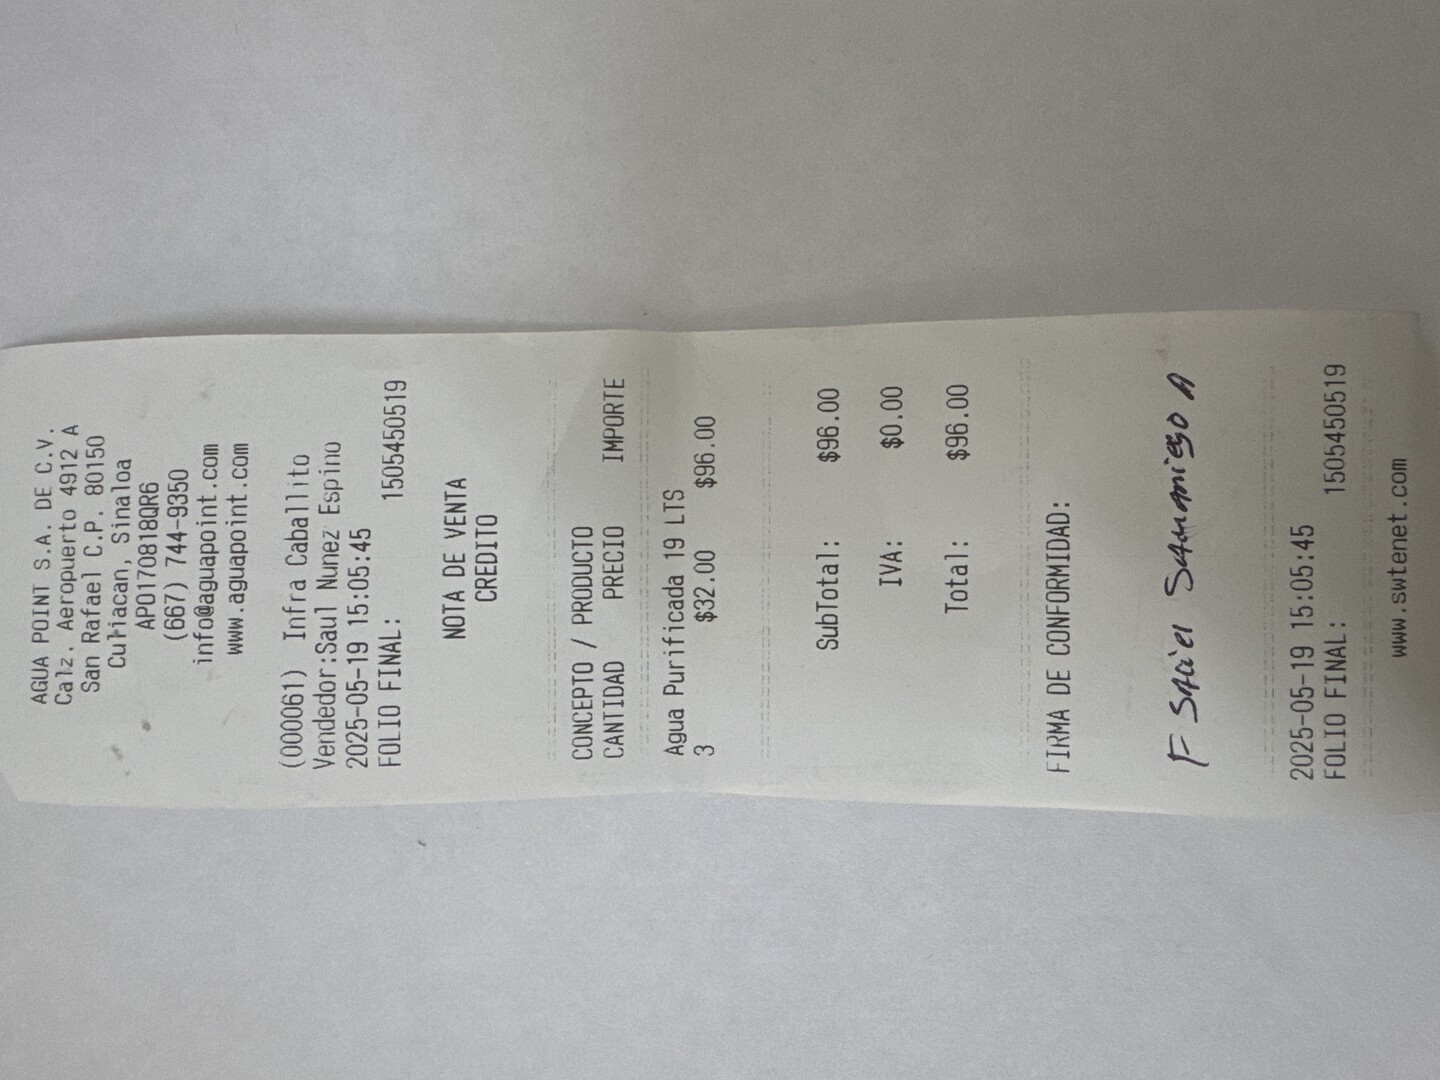 AGUA POINT S.A. DE C.V.
Calz. Aeropuerto 4912 A
San Rafael C.P. 80150
Culiacan, Sinaloa
APO170818QR6
(667) 744-9350
info@aguapoint.com
www.aguapoint.com
(000061) Infra Caballito
Vendedor:Saul Nunez Espino
2025-05-19 15:05:45
FOLIO FINAL: 1505450519
NOTA DE VENTA
CREDITO
CONCEPTO / PRODUCTO
CANTIDAD PRECIO IMPORTE
Agua Purificada 19 LTS
3 $32.00 $96.00
SubTotal: $96.00
IVA: $0.00
Total: $96.00
FIRMA DE CONFORMIDAD:
F Samaniego A
2025-05-19 15:05:45
FOLIO FINAL: 1505450519
www.swtenet.com